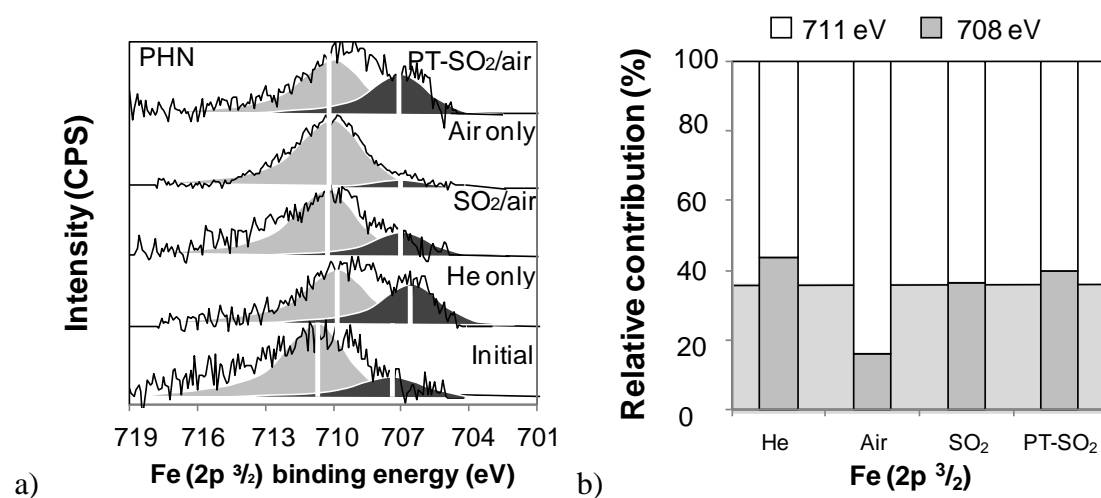 PHN
PT-SO₂/air
Air only
SO₂/air
He only
Initial
Intensity (CPS)
719 716 713 710 707 704 701
Fe (2p ³/₂) binding energy (eV)
a)
711 eV 708 eV
Relative contribution (%)
100
80
60
40
20
0
He Air SO₂ PT-SO₂
Fe (2p ³/₂)
b)